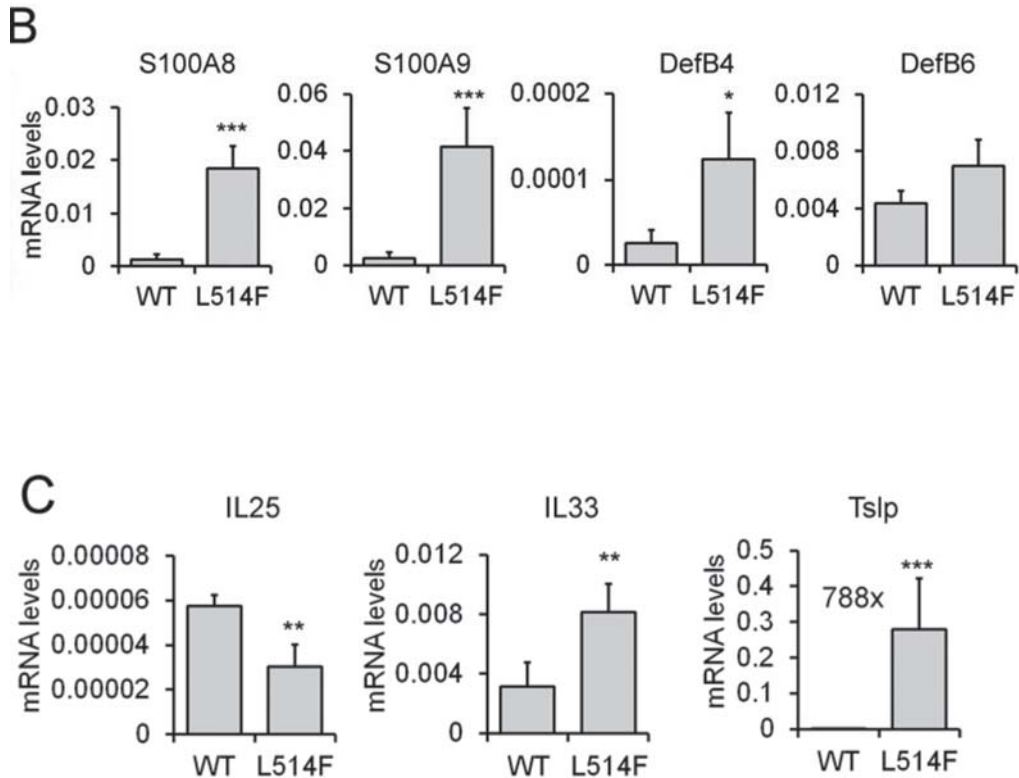 B
S100A8
S100A9
DefB4
DefB6
mRNA levels
0.03
0.02
0.01
0
***
WT L514F
0.06
0.04
0.02
0
***
WT L514F
0.0002
0.0001
0
*
WT L514F
0.012
0.008
0.004
0
WT L514F
C
IL25
IL33
Tslp
mRNA levels
0.00008
0.00006
0.00004
0.00002
0
**
WT L514F
mRNA levels
0.012
0.008
0.004
0
**
WT L514F
mRNA levels
0.5
0.4
0.3
0.2
0.1
0
788x
***
WT L514F